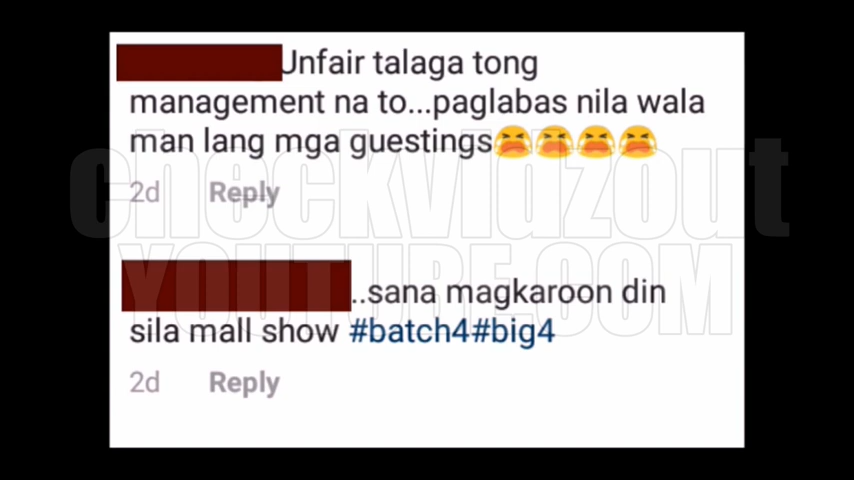 Unfair talaga tong
management na to...paglabas nila wala
man lang mga guestings😫😫😫😫
2d Reply
checkvidzout
YOUTUBE.COM
..sana magkaroon din
sila mall show #batch4#big4
2d Reply